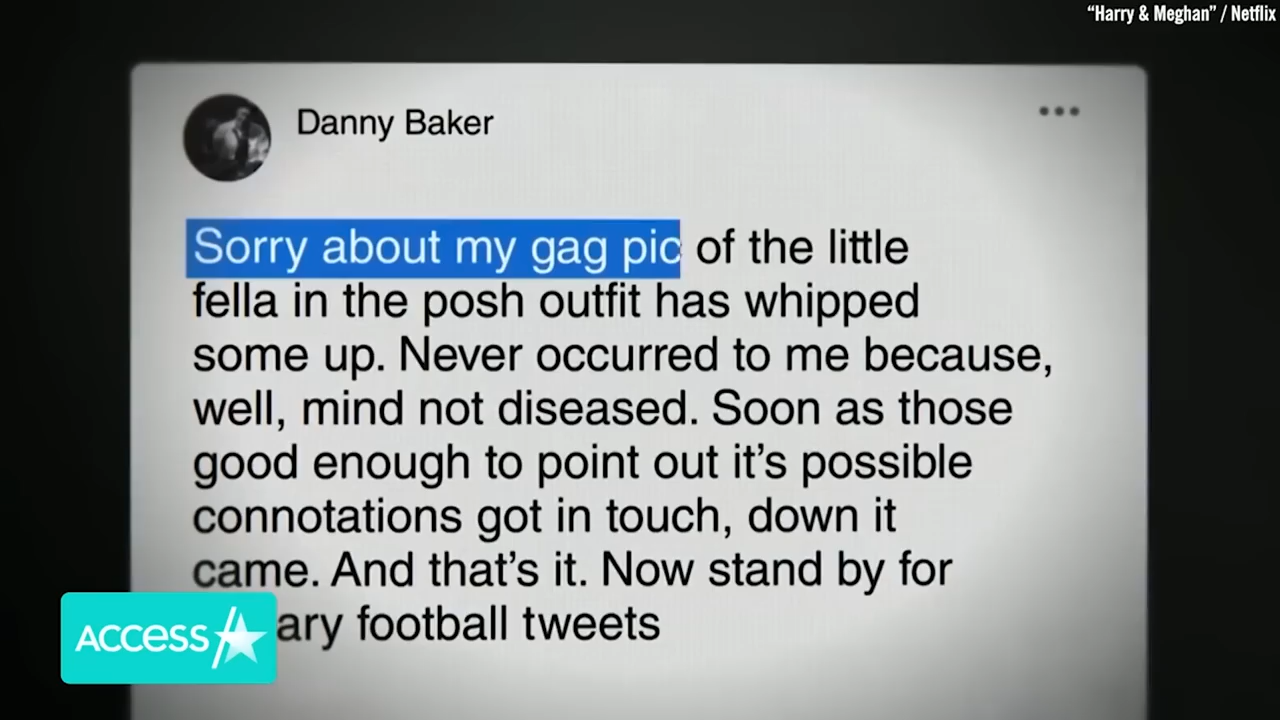 “Harry & Meghan” / Netflix
Danny Baker
Sorry about my gag pic of the little
fella in the posh outfit has whipped
some up. Never occurred to me because,
well, mind not diseased. Soon as those
good enough to point out it’s possible
connotations got in touch, down it
came. And that’s it. Now stand by for
ary football tweets
ACCESS